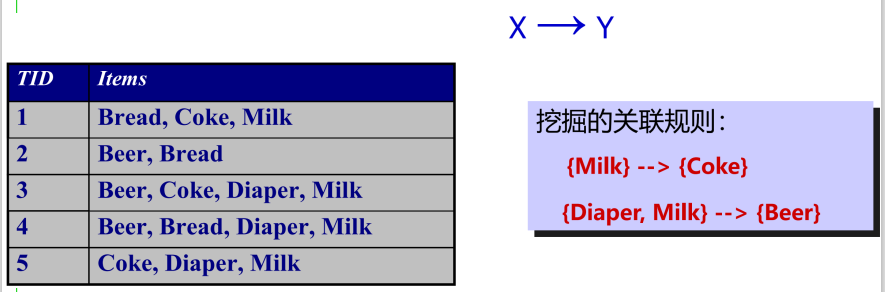 X → Y
TID Items
1 Bread, Coke, Milk
2 Beer, Bread
3 Beer, Coke, Diaper, Milk
4 Beer, Bread, Diaper, Milk
5 Coke, Diaper, Milk
挖掘的关联规则：
{Milk} --> {Coke}
{Diaper, Milk} --> {Beer}